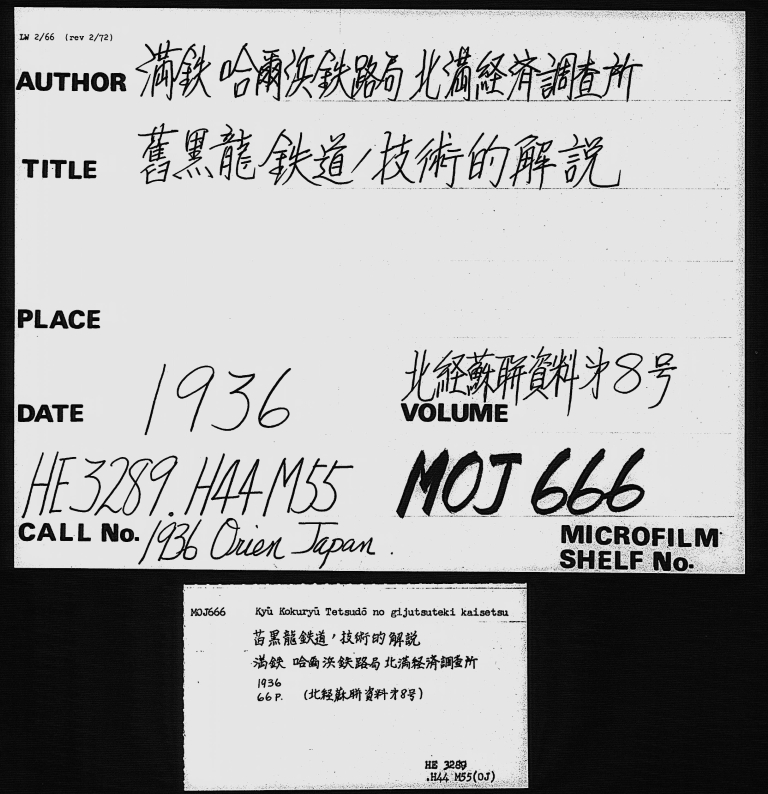 LW 2/66 (rev 2/72)
AUTHOR 満鉄 哈爾浜鉄路局 北満経済調査所
TITLE 舊黒龍鉄道ノ技術的解説
PLACE
DATE 1936
北経蘇聨資料才8号
VOLUME
HE3289.H44M55
MOJ 666
CALL No. 1936 Orien Japan.
MICROFILM
SHELF No.
MOJ666 Kyū Kokuryū Tetsudō no gijutsuteki kaisetsu
旧黒龍鉄道ノ技術的解説
満鉄 哈爾浜鉄路局北満経済調査所
1936
66 P. (北経蘇聨資料才8号)
HE 3289
.H44 M55(OJ)